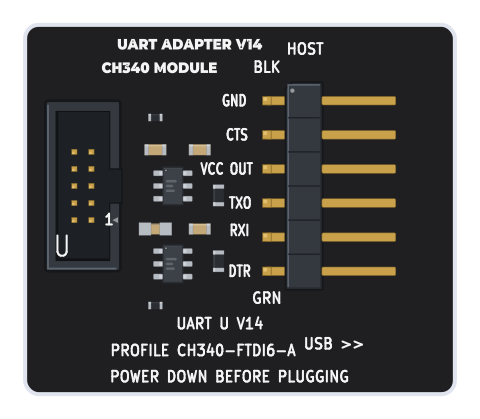 UART ADAPTER V14
HOST
CH340 MODULE
BLK
GND
CTS
VCC OUT
TXO
RXI
DTR
1
U
GRN
UART U V14
PROFILE CH340-FTDI6-A
USB >>
POWER DOWN BEFORE PLUGGING